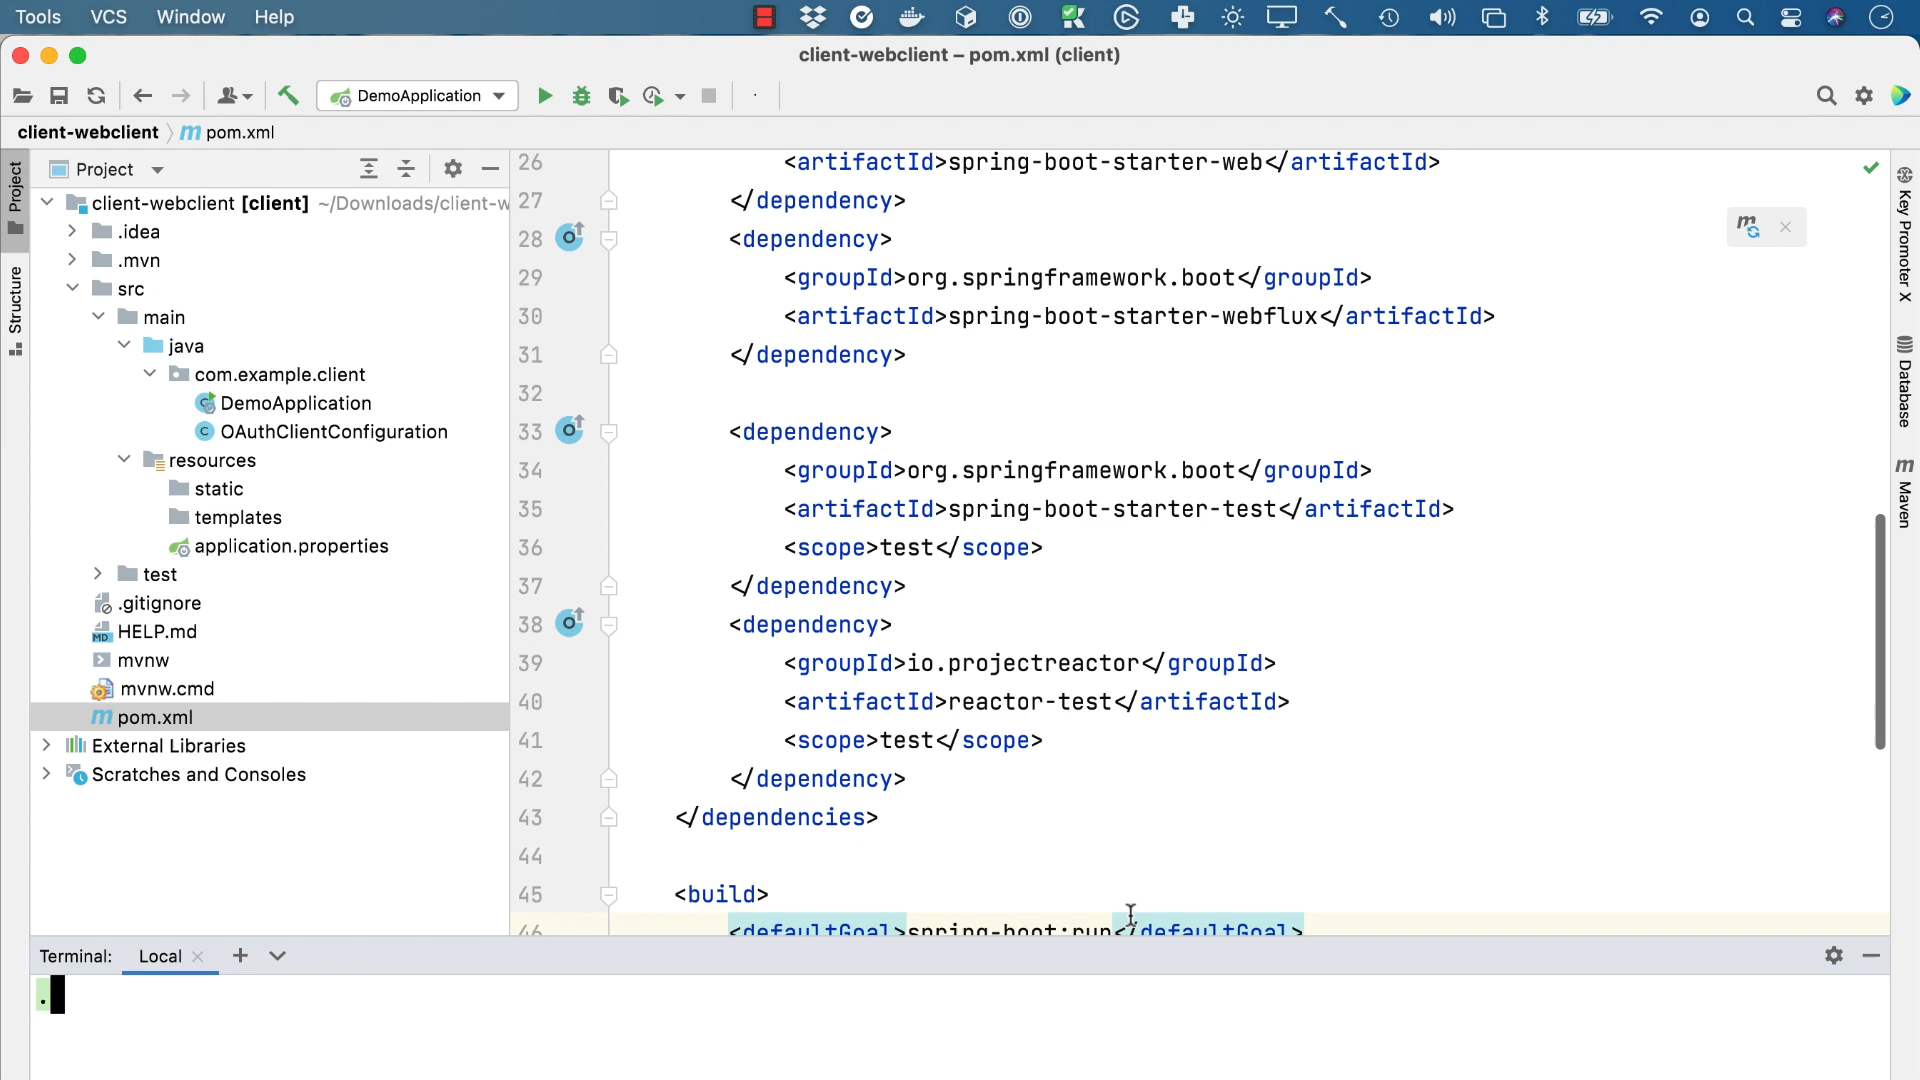 Tools VCS Window Help
client-webclient – pom.xml (client)
DemoApplication
client-webclient pom.xml
Project
client-webclient [client] ~/Downloads/client-w
.idea
.mvn
src
main
java
com.example.client
DemoApplication
OAuthClientConfiguration
resources
static
templates
application.properties
test
.gitignore
HELP.md
mvnw
mvnw.cmd
pom.xml
External Libraries
Scratches and Consoles
Project
Structure
26 <artifactId>spring-boot-starter-web</artifactId>
27 </dependency>
28 <dependency>
29 <groupId>org.springframework.boot</groupId>
30 <artifactId>spring-boot-starter-webflux</artifactId>
31 </dependency>
32
33 <dependency>
34 <groupId>org.springframework.boot</groupId>
35 <artifactId>spring-boot-starter-test</artifactId>
36 <scope>test</scope>
37 </dependency>
38 <dependency>
39 <groupId>io.projectreactor</groupId>
40 <artifactId>reactor-test</artifactId>
41 <scope>test</scope>
42 </dependency>
43 </dependencies>
44
45 <build>
46 <defaultGoal>spring-boot:run</defaultGoal>
Key Promoter X
Database
Maven
Terminal: Local
.